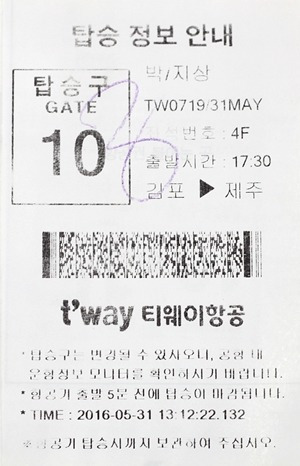 탑승 정보 안내
박/지상
탑승구
GATE
10
TW0719/31MAY
좌석번호 : 4F
출발시간 : 17:30
김포 ▶ 제주
t'way 티웨이항공
* 탑승구는 변경될 수 있사오니, 공항 내
운항정보 모니터를 확인하시기 바랍니다.
* 항공기 출발 5분 전에 탑승이 마감됩니다.
* TIME : 2016-05-31 13:12:22.132
※항공기 탑승시까지 보관하여 주십시오.